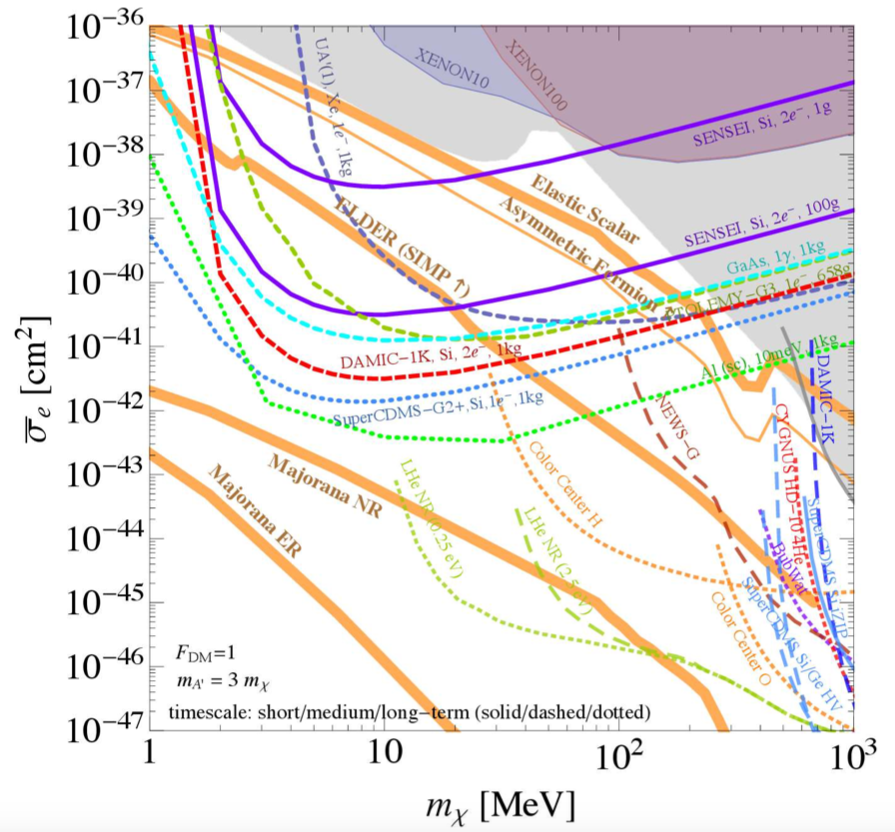 10⁻³⁶
10⁻³⁷
10⁻³⁸
10⁻³⁹
10⁻⁴⁰
10⁻⁴¹
10⁻⁴²
10⁻⁴³
10⁻⁴⁴
10⁻⁴⁵
10⁻⁴⁶
10⁻⁴⁷
σ̅ₑ [cm²]
UA'(1), Xe, 1e⁻, 1kg
XENON10
XENON100
SENSEI, Si, 2e⁻, 1g
Elastic Scalar
Asymmetric Fermion
ELDER (SIMP ↑)
SENSEI, Si, 2e⁻, 100g
GaAs, 1γ, 1kg
PTOLEMY-G3, 1e⁻, 658g
DAMIC-1K, Si, 2e⁻, 1kg
Al (sc), 10meV, 1kg
SuperCDMS-G2+,Si,1e⁻,1kg
DAMIC-1K
NEWS-G
CYGNUS HD-10 4He
Color Center H
Majorana NR
Majorana ER
LHe NR (0.25 eV)
LHe NR (2.5eV)
SuperCDMS Si iZIP
BubWat
Color Center O
SuperCDMS Si/Ge HV
F_DM=1
m_A' = 3 m_χ
timescale: short/medium/long-term (solid/dashed/dotted)
1
10
10²
10³
m_χ [MeV]